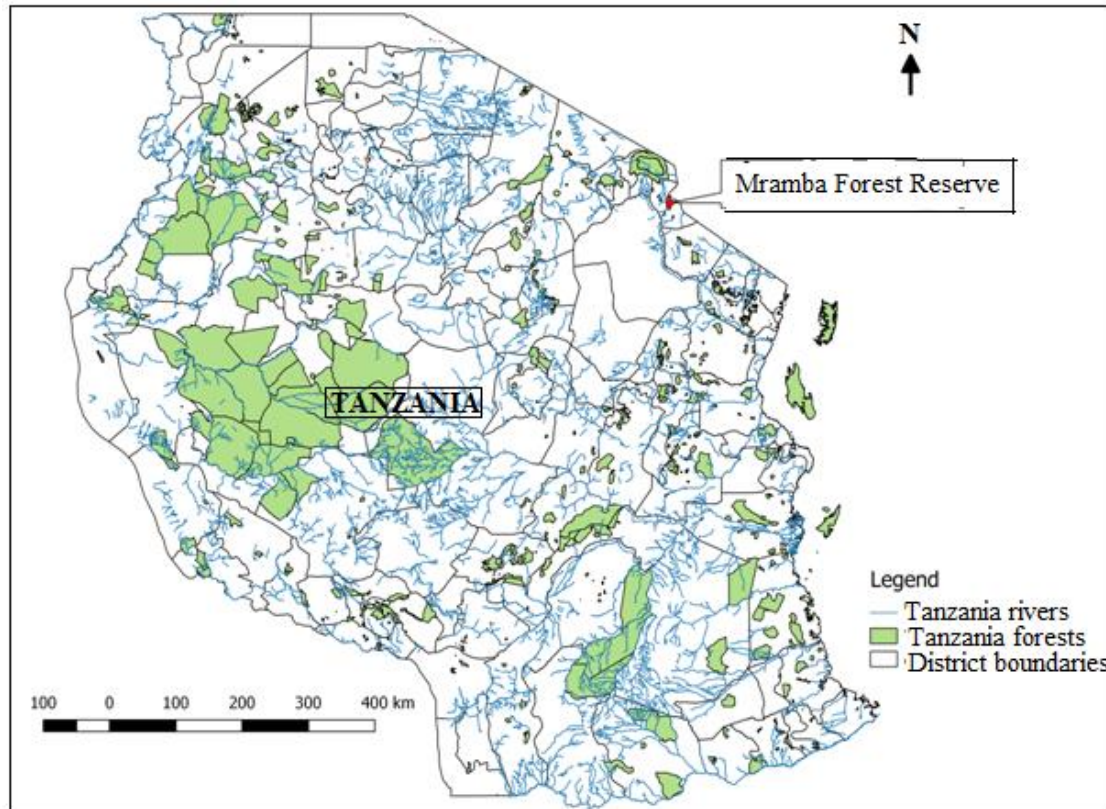 N
Mramba Forest Reserve
TANZANIA
Legend
Tanzania rivers
Tanzania forests
District boundaries
100 0 100 200 300 400 km